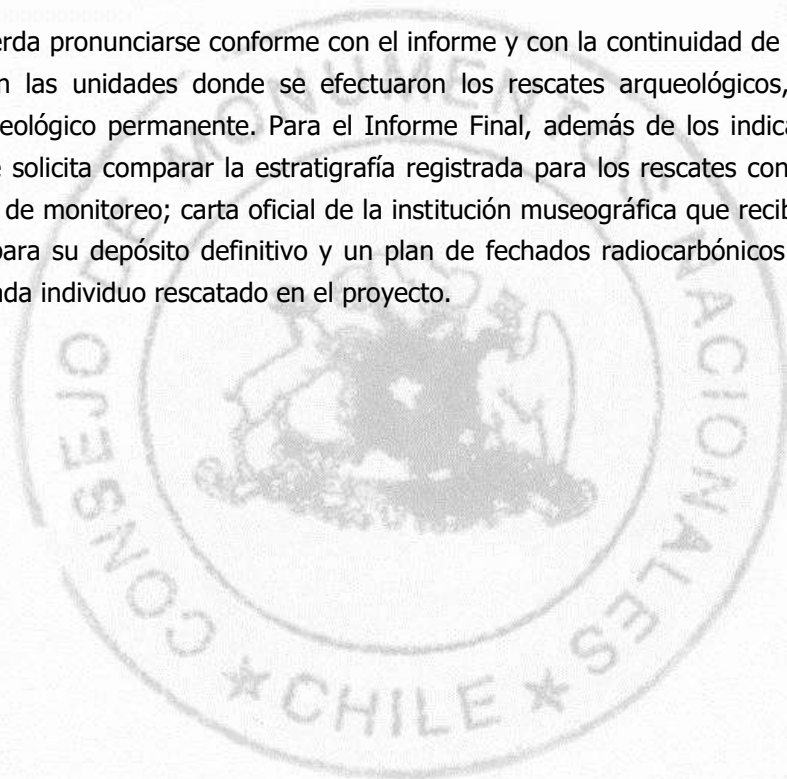 erda pronunciarse conforme con el informe y con la continuidad de
n las unidades donde se efectuaron los rescates arqueológicos,
eológico permanente. Para el Informe Final, además de los indica
e solicita comparar la estratigrafía registrada para los rescates con
de monitoreo; carta oficial de la institución museográfica que recib
para su depósito definitivo y un plan de fechados radiocarbónicos
ada individuo rescatado en el proyecto.
CONSEJO DE MONUMENTOS NACIONALES
* CHILE *